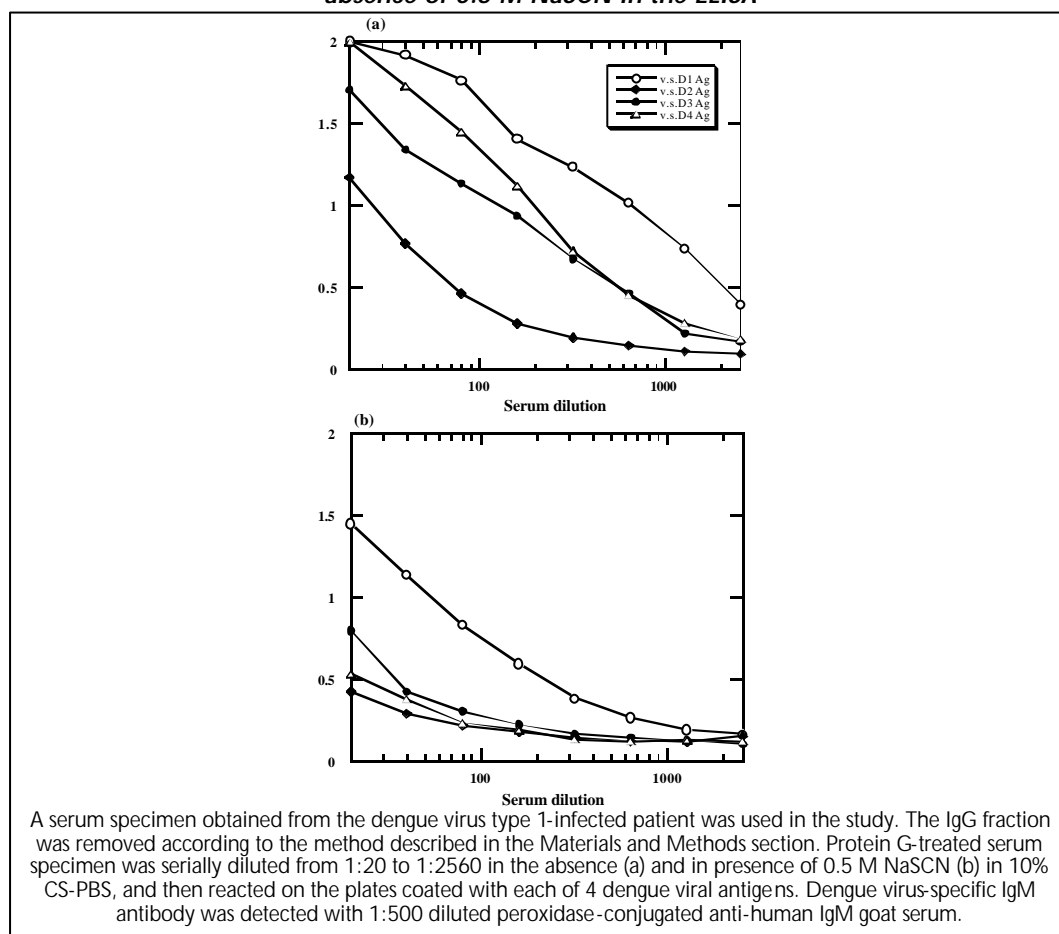 (a)
2
1.5
1
0.5
0
v.s.D1 Ag
v.s.D2 Ag
v.s.D3 Ag
v.s.D4 Ag
100 1000
Serum dilution
(b)
2
1.5
1
0.5
0
100 1000
Serum dilution
A serum specimen obtained from the dengue virus type 1-infected patient was used in the study. The IgG fraction
was removed according to the method described in the Materials and Methods section. Protein G-treated serum
specimen was serially diluted from 1:20 to 1:2560 in the absence (a) and in presence of 0.5 M NaSCN (b) in 10%
CS-PBS, and then reacted on the plates coated with each of 4 dengue viral antigens. Dengue virus-specific IgM
antibody was detected with 1:500 diluted peroxidase-conjugated anti-human IgM goat serum.